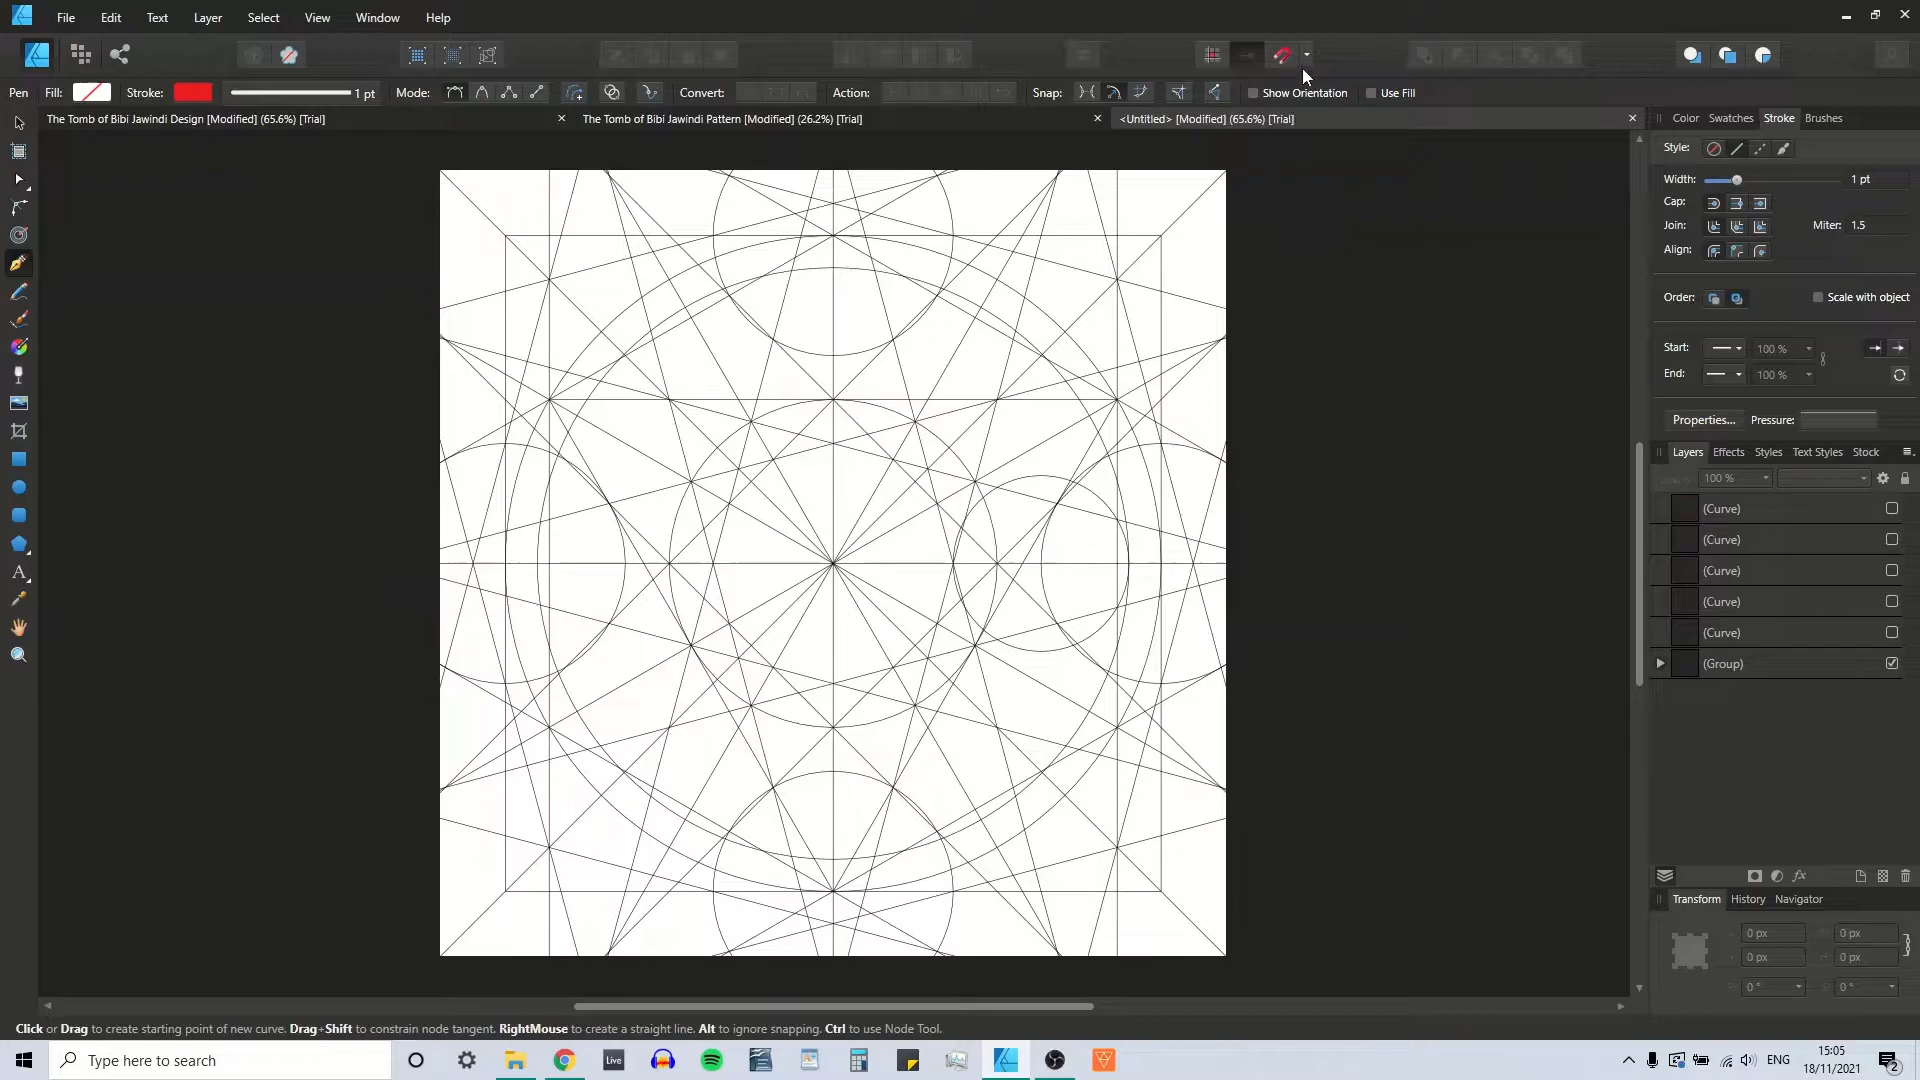 File Edit Text Layer Select View Window Help
Pen Fill: Stroke: 1 pt Mode: Convert: Action: Snap: Show Orientation Use Fill
The Tomb of Bibi Jawindi Design [Modified] (65.6%) [Trial]
The Tomb of Bibi Jawindi Pattern [Modified] (26.2%) [Trial]
<Untitled> [Modified] (65.6%) [Trial]
Color Swatches Stroke Brushes
Style:
Width: 1 pt
Cap:
Join: Miter: 1.5
Align:
Order: Scale with object
Start: 100 %
End: 100 %
Properties... Pressure:
Layers Effects Styles Text Styles Stock
100 %
(Curve)
(Curve)
(Curve)
(Curve)
(Curve)
(Group)
Transform History Navigator
0 px 0 px
0 px 0 px
0 ° 0 °
Click or Drag to create starting point of new curve. Drag+Shift to constrain node tangent. RightMouse to create a straight line. Alt to ignore snapping. Ctrl to use Node Tool.
Type here to search
Live
ENG
15:05
18/11/2021
2